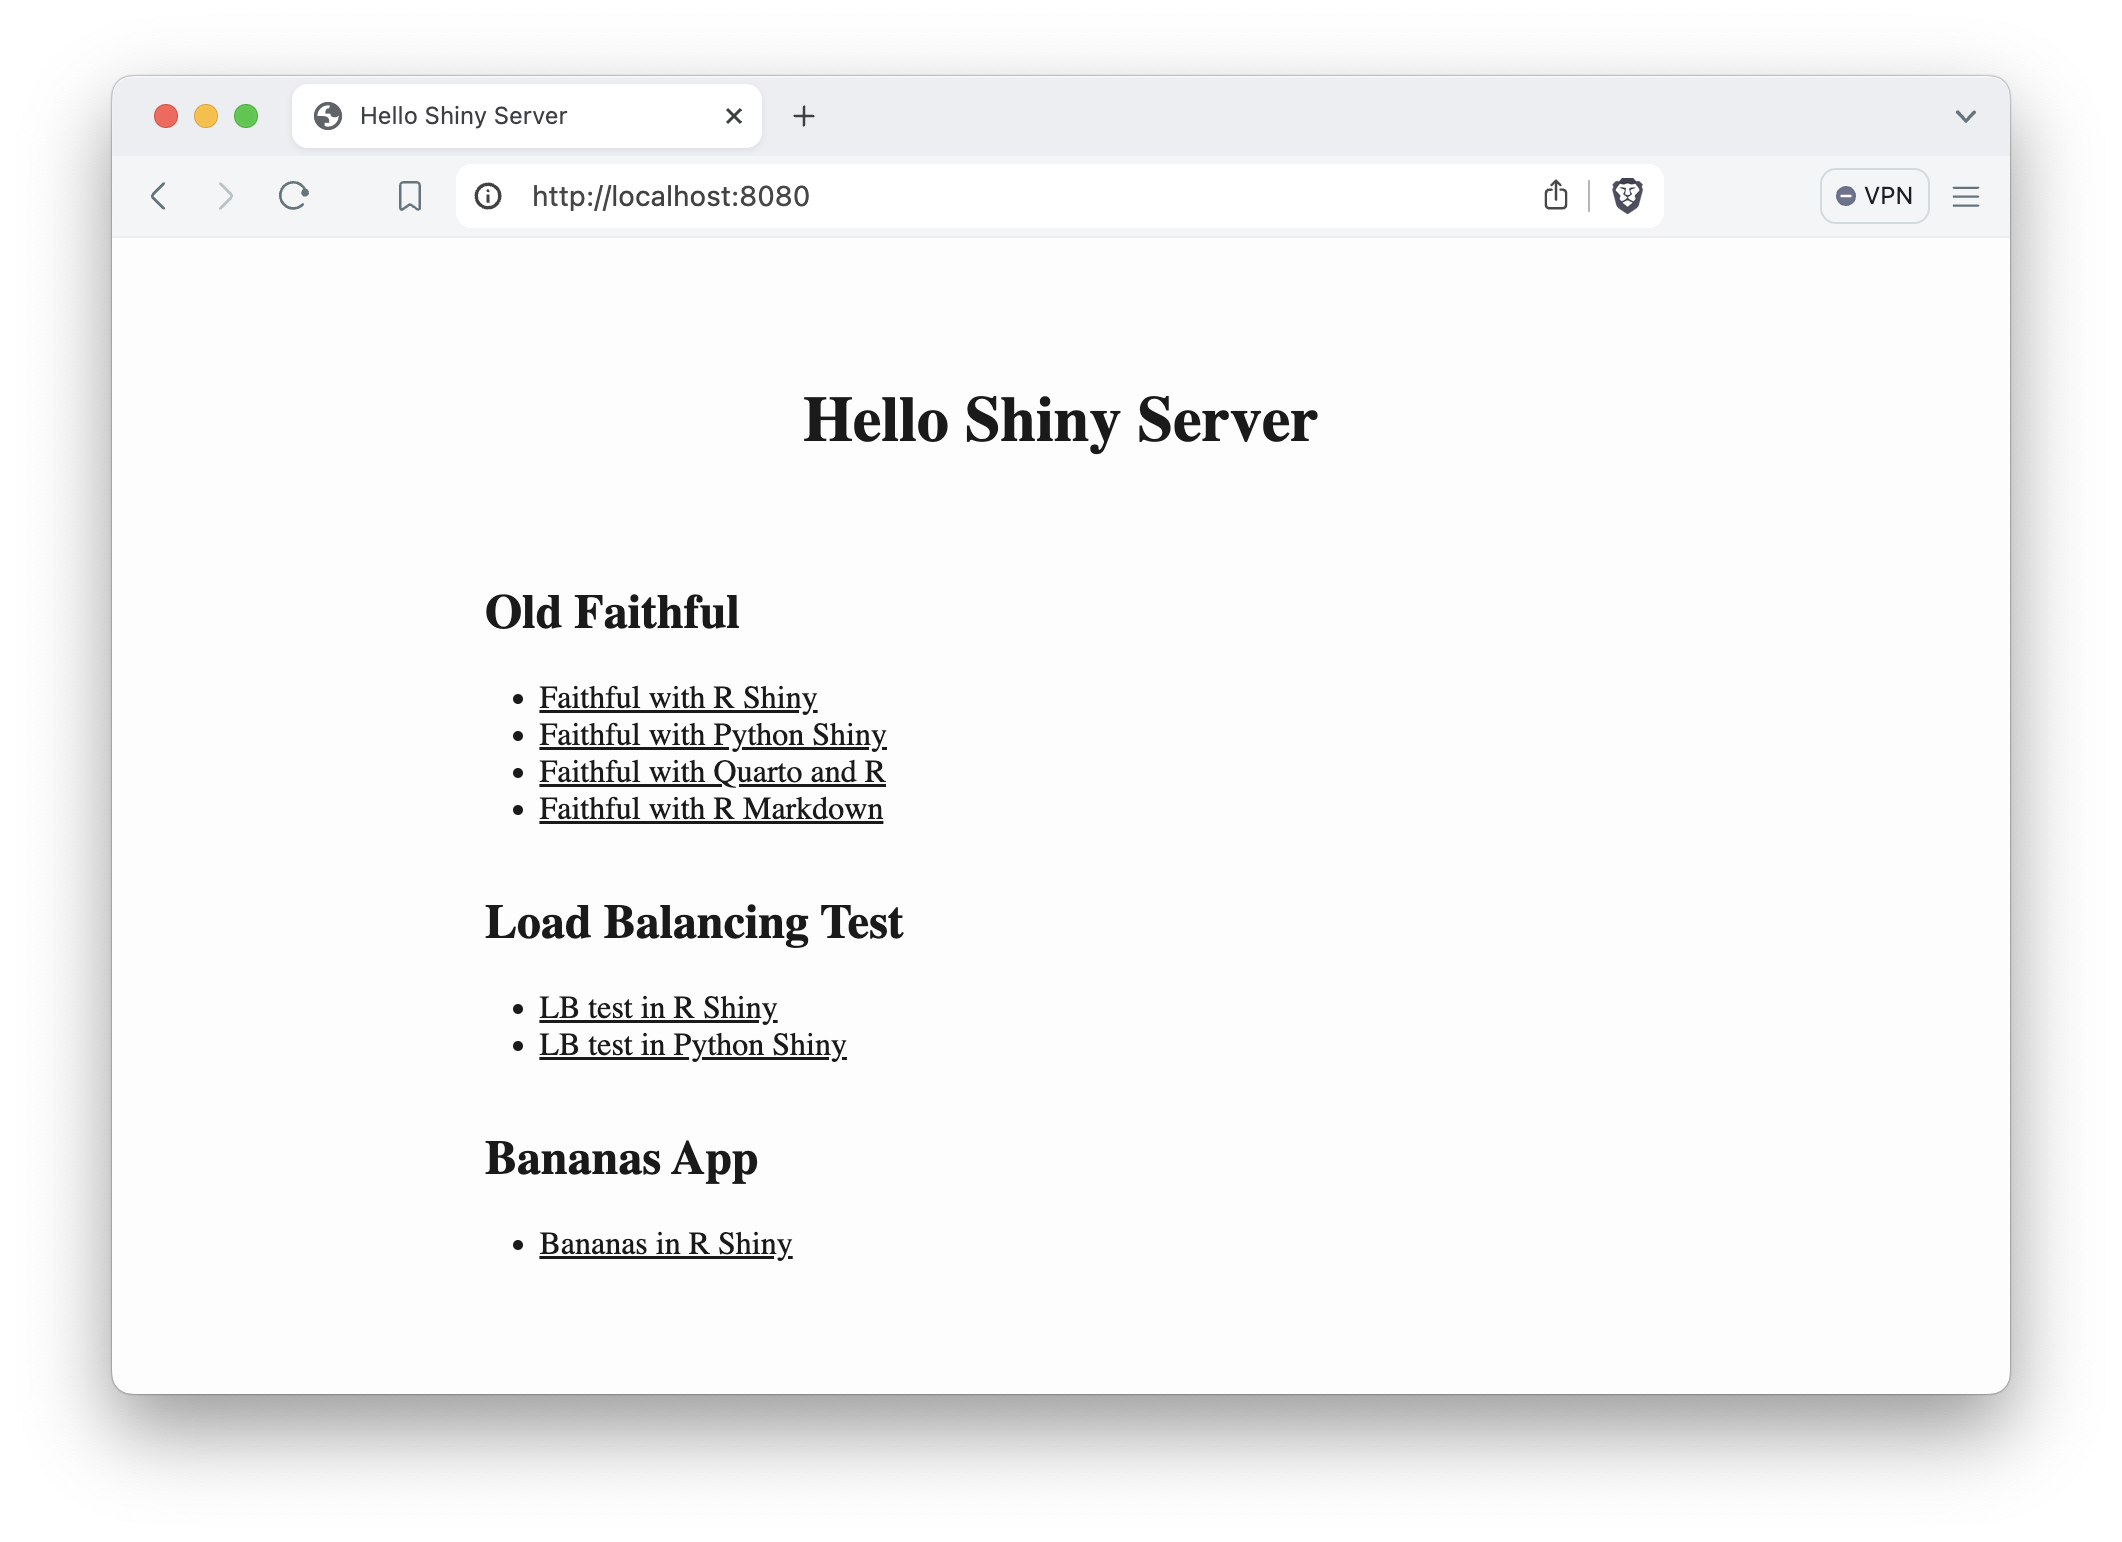 Hello Shiny Server
http://localhost:8080
VPN
Hello Shiny Server
Old Faithful
Faithful with R Shiny
Faithful with Python Shiny
Faithful with Quarto and R
Faithful with R Markdown
Load Balancing Test
LB test in R Shiny
LB test in Python Shiny
Bananas App
Bananas in R Shiny